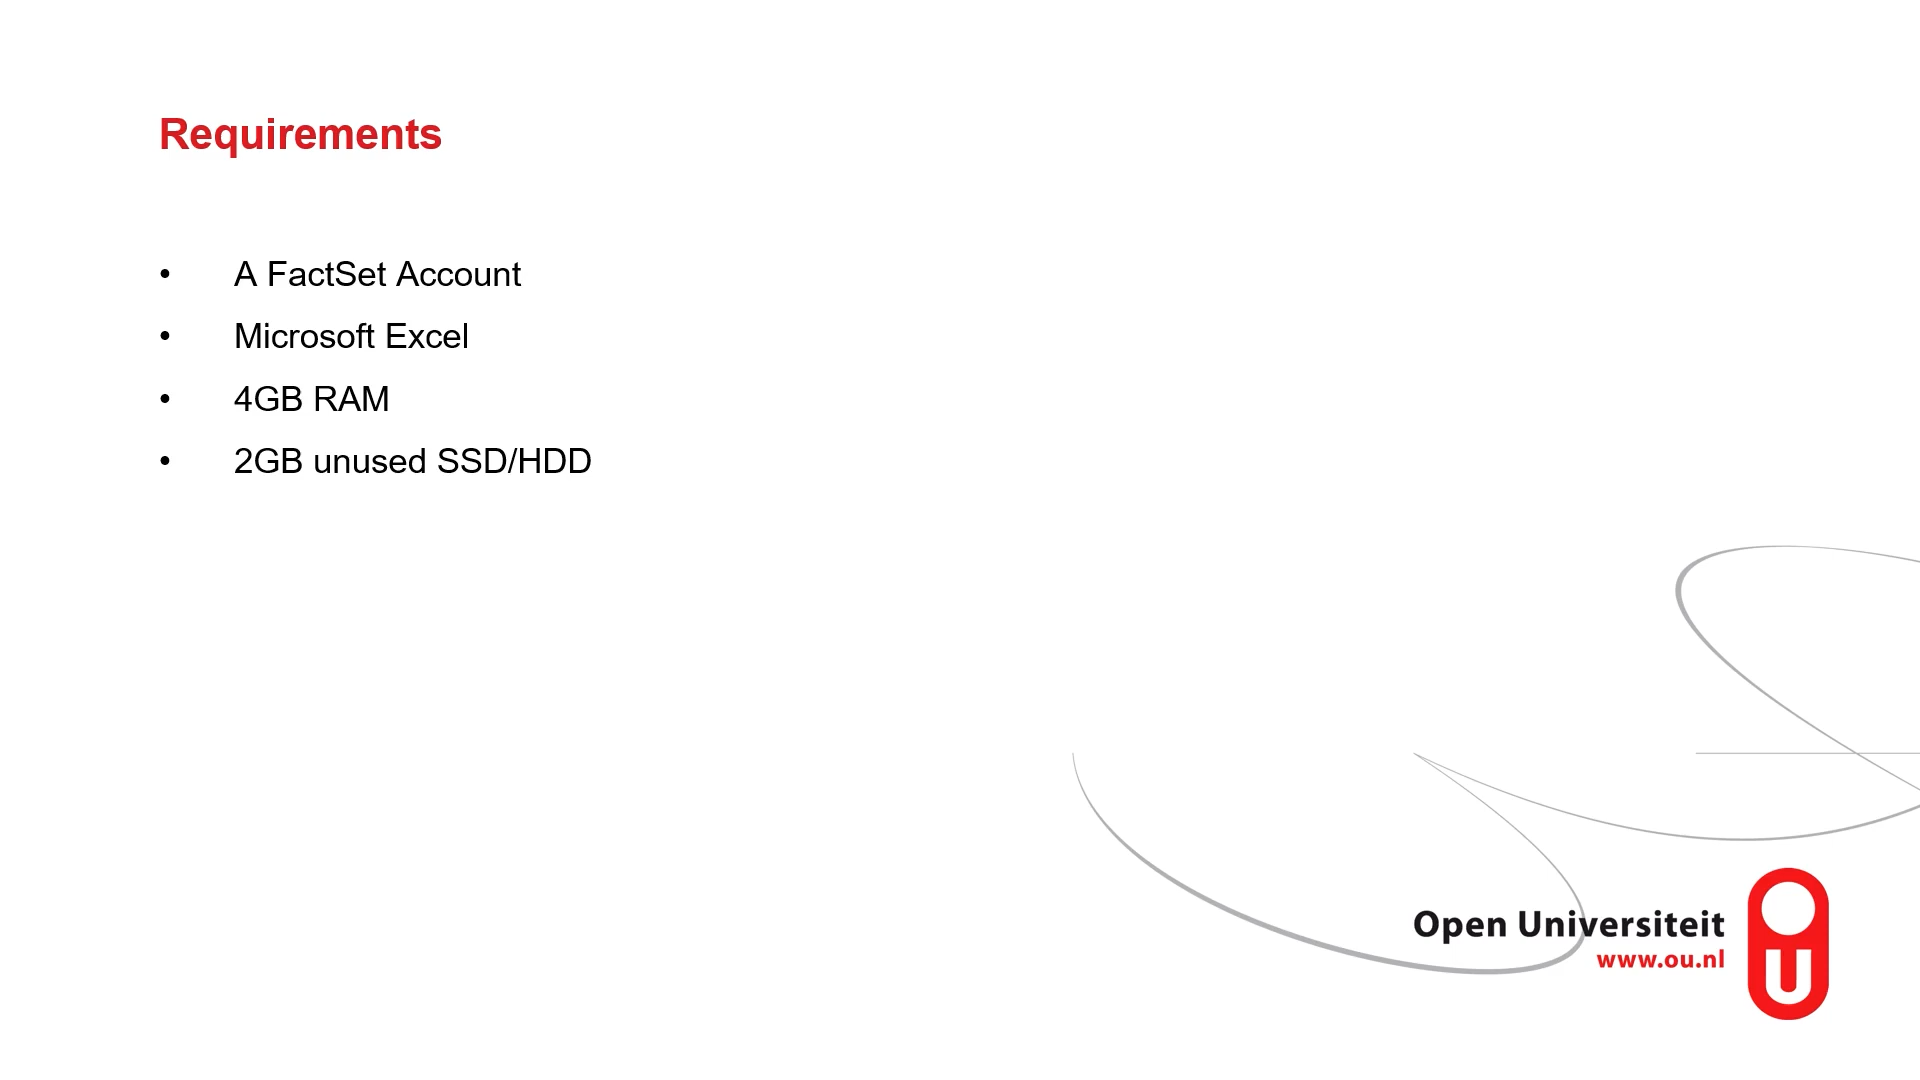 Requirements
• A FactSet Account
• Microsoft Excel
• 4GB RAM
• 2GB unused SSD/HDD
Open Universiteit
www.ou.nl